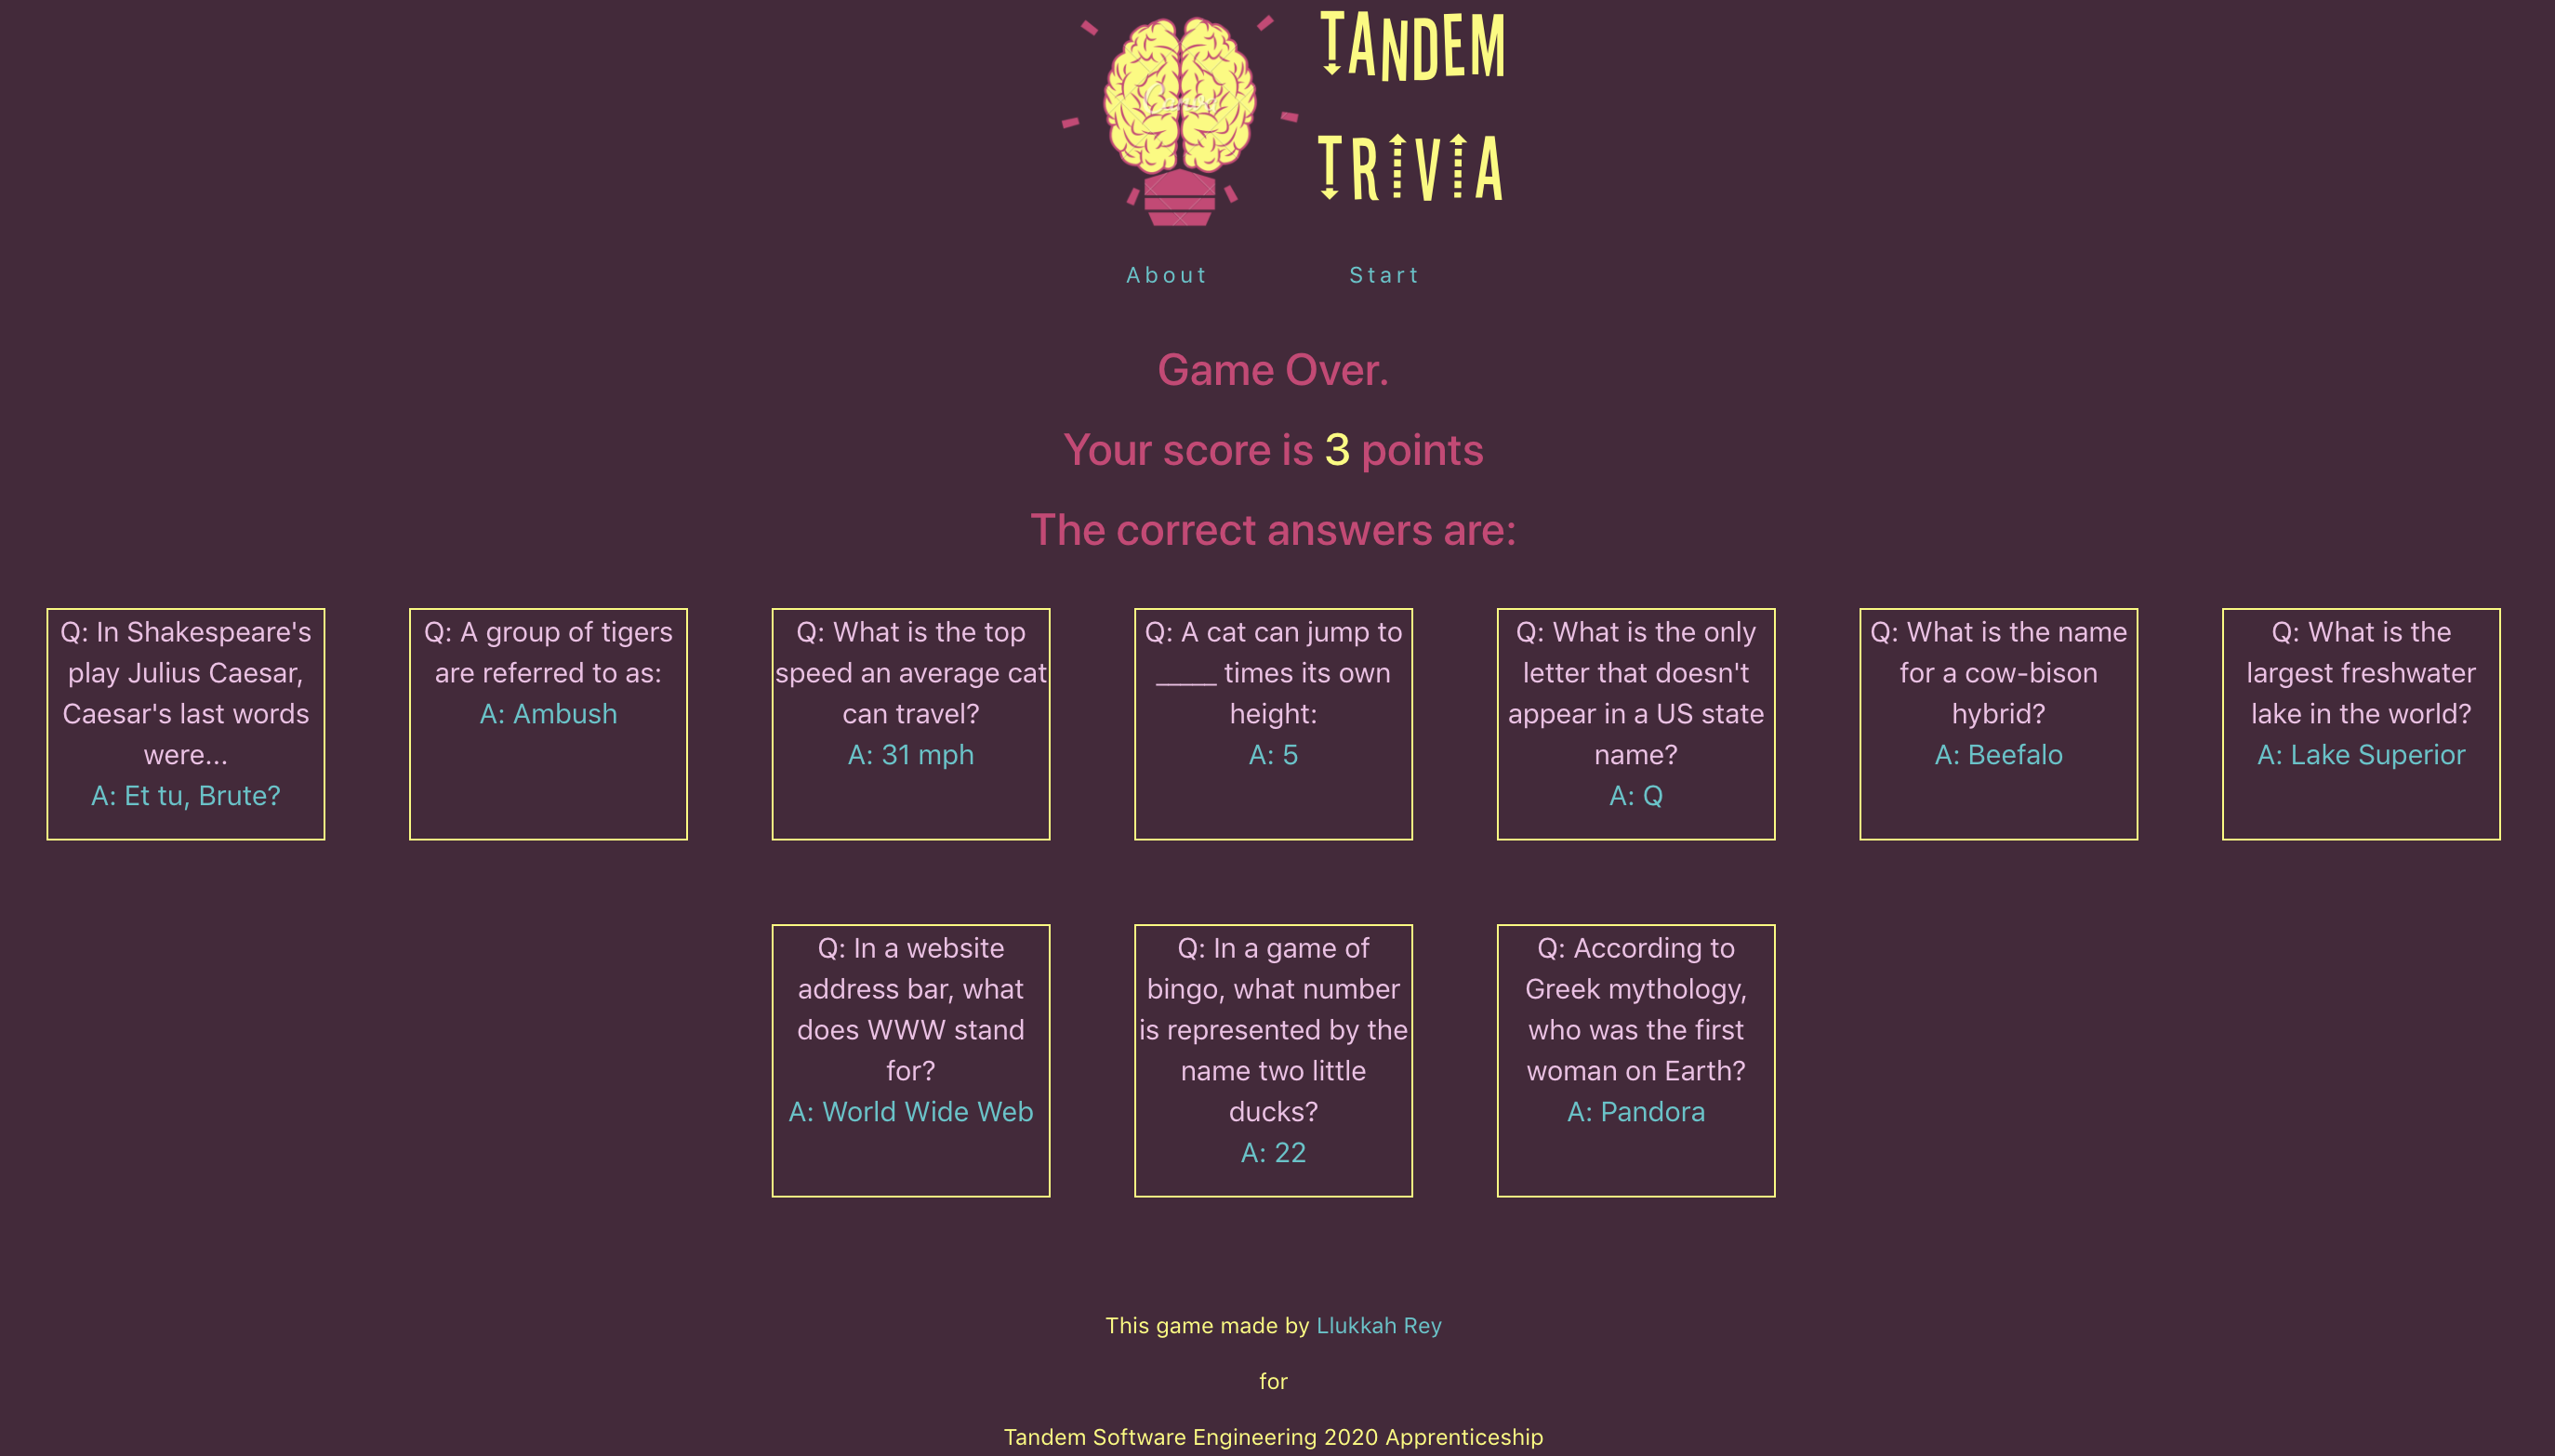 TANDEM
TRIVIA
About
Start
Game Over.
Your score is 3 points
The correct answers are:
Q: In Shakespeare's
play Julius Caesar,
Caesar's last words
were...
A: Et tu, Brute?
Q: A group of tigers
are referred to as:
A: Ambush
Q: What is the top
speed an average cat
can travel?
A: 31 mph
Q: A cat can jump to
_____ times its own
height:
A: 5
Q: What is the only
letter that doesn't
appear in a US state
name?
A: Q
Q: What is the name
for a cow-bison
hybrid?
A: Beefalo
Q: What is the
largest freshwater
lake in the world?
A: Lake Superior
Q: In a website
address bar, what
does WWW stand
for?
A: World Wide Web
Q: In a game of
bingo, what number
is represented by the
name two little
ducks?
A: 22
Q: According to
Greek mythology,
who was the first
woman on Earth?
A: Pandora
This game made by Llukkah Rey
for
Tandem Software Engineering 2020 Apprenticeship